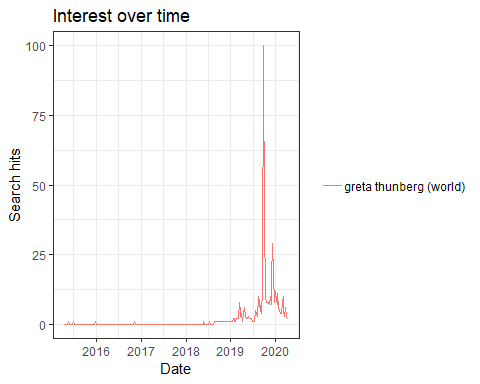 Interest over time
Search hits
100
75
50
25
0
2016 2017 2018 2019 2020
Date
greta thunberg (world)